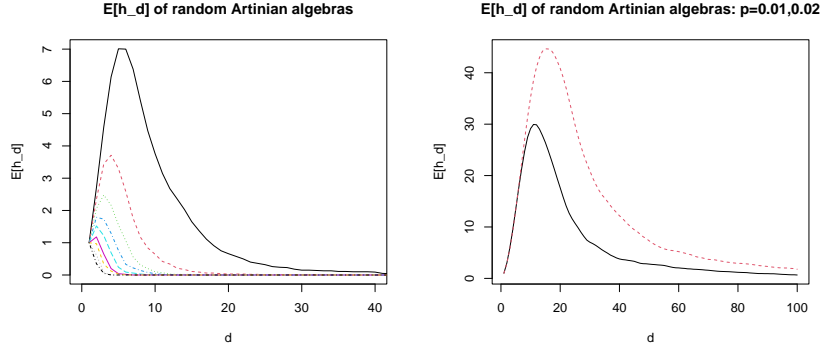 E[h_d] of random Artinian algebras
E[h_d]
7
6
5
4
3
2
1
0
0 10 20 30 40
d
E[h_d] of random Artinian algebras: p=0.01,0.02
E[h_d]
40
30
20
10
0
0 20 40 60 80 100
d